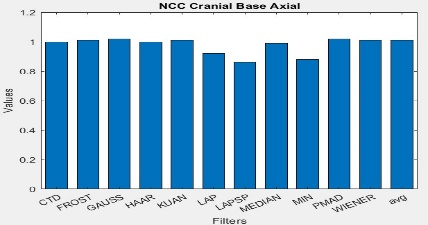 NCC Cranial Base Axial
1.2
1
0.8
0.6
0.4
0.2
0
Values
CTD FROST GAUSS HAAR KUAN LAP LAPSP MEDIAN MIN PMAD WIENER avg
Filters